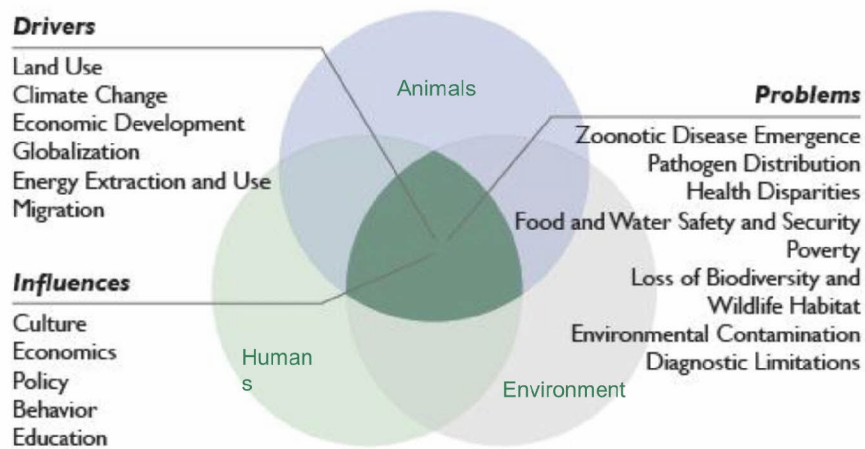 Drivers
Land Use
Climate Change
Economic Development
Globalization
Energy Extraction and Use
Migration
Influences
Culture
Economics
Policy
Behavior
Education
Animals
Human
s
Environment
Problems
Zoonotic Disease Emergence
Pathogen Distribution
Health Disparities
Food and Water Safety and Security
Poverty
Loss of Biodiversity and
Wildlife Habitat
Environmental Contamination
Diagnostic Limitations